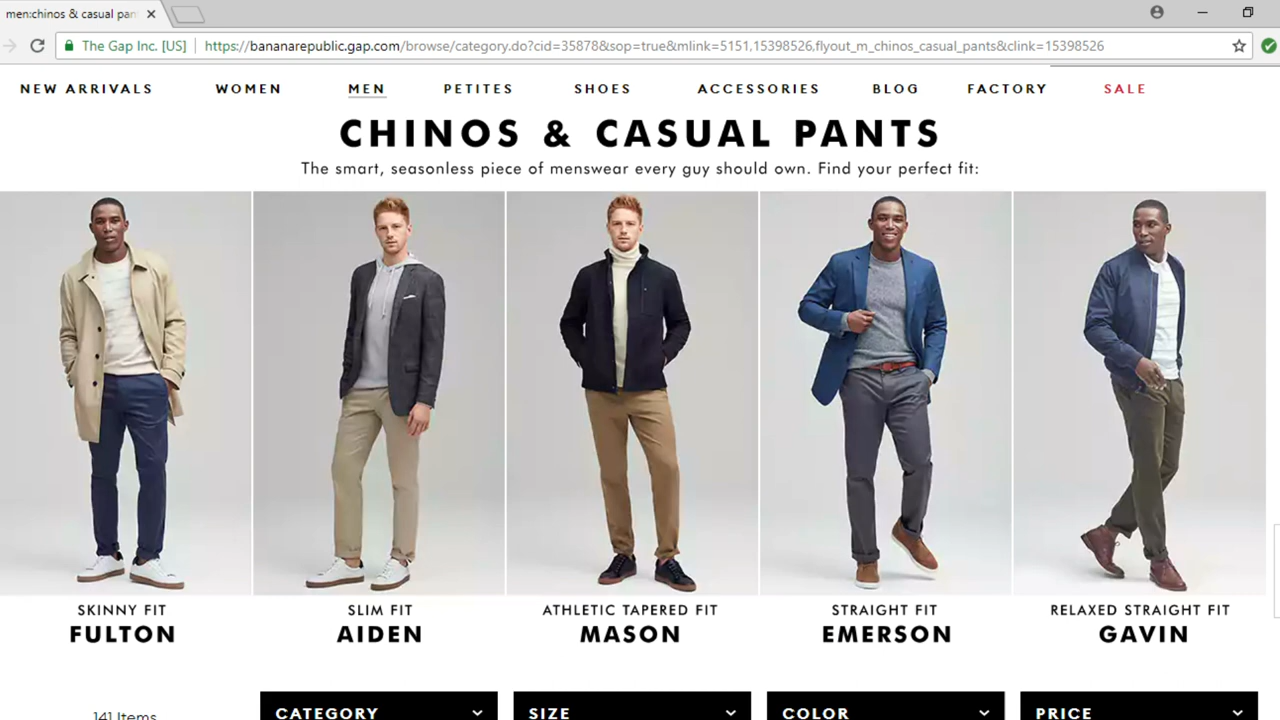 men:chinos & casual pan
The Gap Inc. [US]
https://bananarepublic.gap.com/browse/category.do?cid=35878&sop=true&mlink=5151,15398526,flyout_m_chinos_casual_pants&clink=15398526
NEW ARRIVALS WOMEN MEN PETITES SHOES ACCESSORIES BLOG FACTORY SALE
CHINOS & CASUAL PANTS
The smart, seasonless piece of menswear every guy should own. Find your perfect fit:
SKINNY FIT
FULTON
SLIM FIT
AIDEN
ATHLETIC TAPERED FIT
MASON
STRAIGHT FIT
EMERSON
RELAXED STRAIGHT FIT
GAVIN
141 Items
CATEGORY
SIZE
COLOR
PRICE